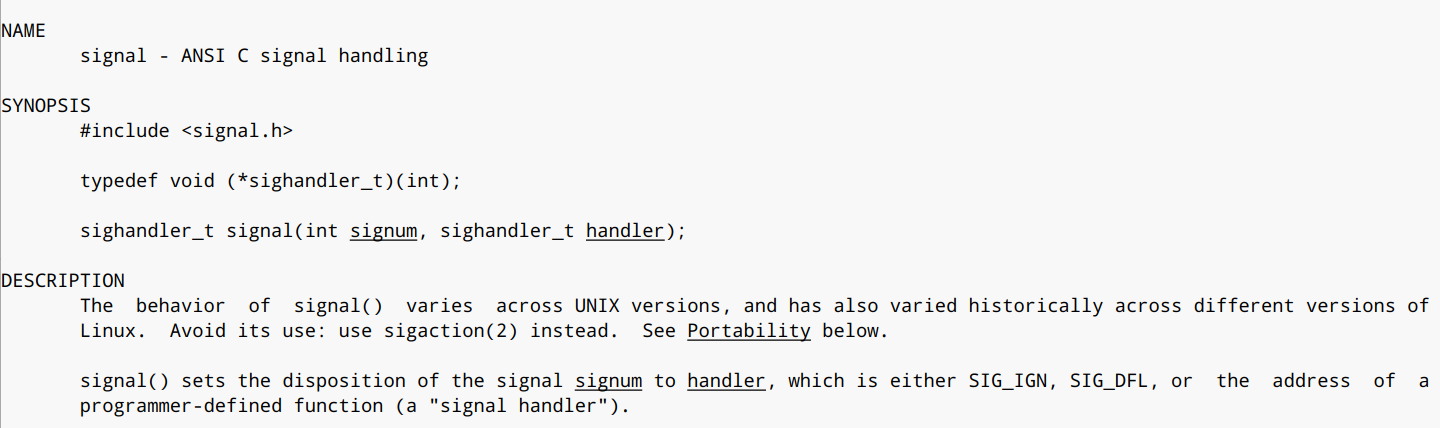 NAME
signal - ANSI C signal handling
SYNOPSIS
#include <signal.h>
typedef void (*sighandler_t)(int);
sighandler_t signal(int signum, sighandler_t handler);
DESCRIPTION
The behavior of signal() varies across UNIX versions, and has also varied historically across different versions of
Linux. Avoid its use: use sigaction(2) instead. See Portability below.
signal() sets the disposition of the signal signum to handler, which is either SIG_IGN, SIG_DFL, or the address of a
programmer-defined function (a "signal handler").